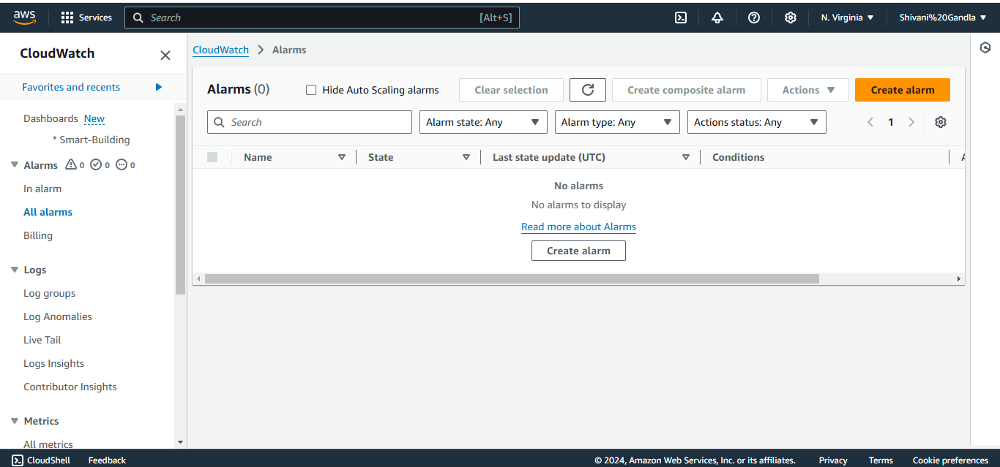 aws Services Search [Alt+S] N. Virginia Shivani%20Gandla
CloudWatch
Favorites and recents
Dashboards New
* Smart-Building
Alarms 0 0 0
In alarm
All alarms
Billing
Logs
Log groups
Log Anomalies
Live Tail
Logs Insights
Contributor Insights
Metrics
All metrics
CloudWatch Alarms
Alarms (0) Hide Auto Scaling alarms Clear selection Create composite alarm Actions Create alarm
Search Alarm state: Any Alarm type: Any Actions status: Any 1
Name State Last state update (UTC) Conditions
No alarms
No alarms to display
Read more about Alarms
Create alarm
CloudShell Feedback © 2024, Amazon Web Services, Inc. or its affiliates. Privacy Terms Cookie preferences